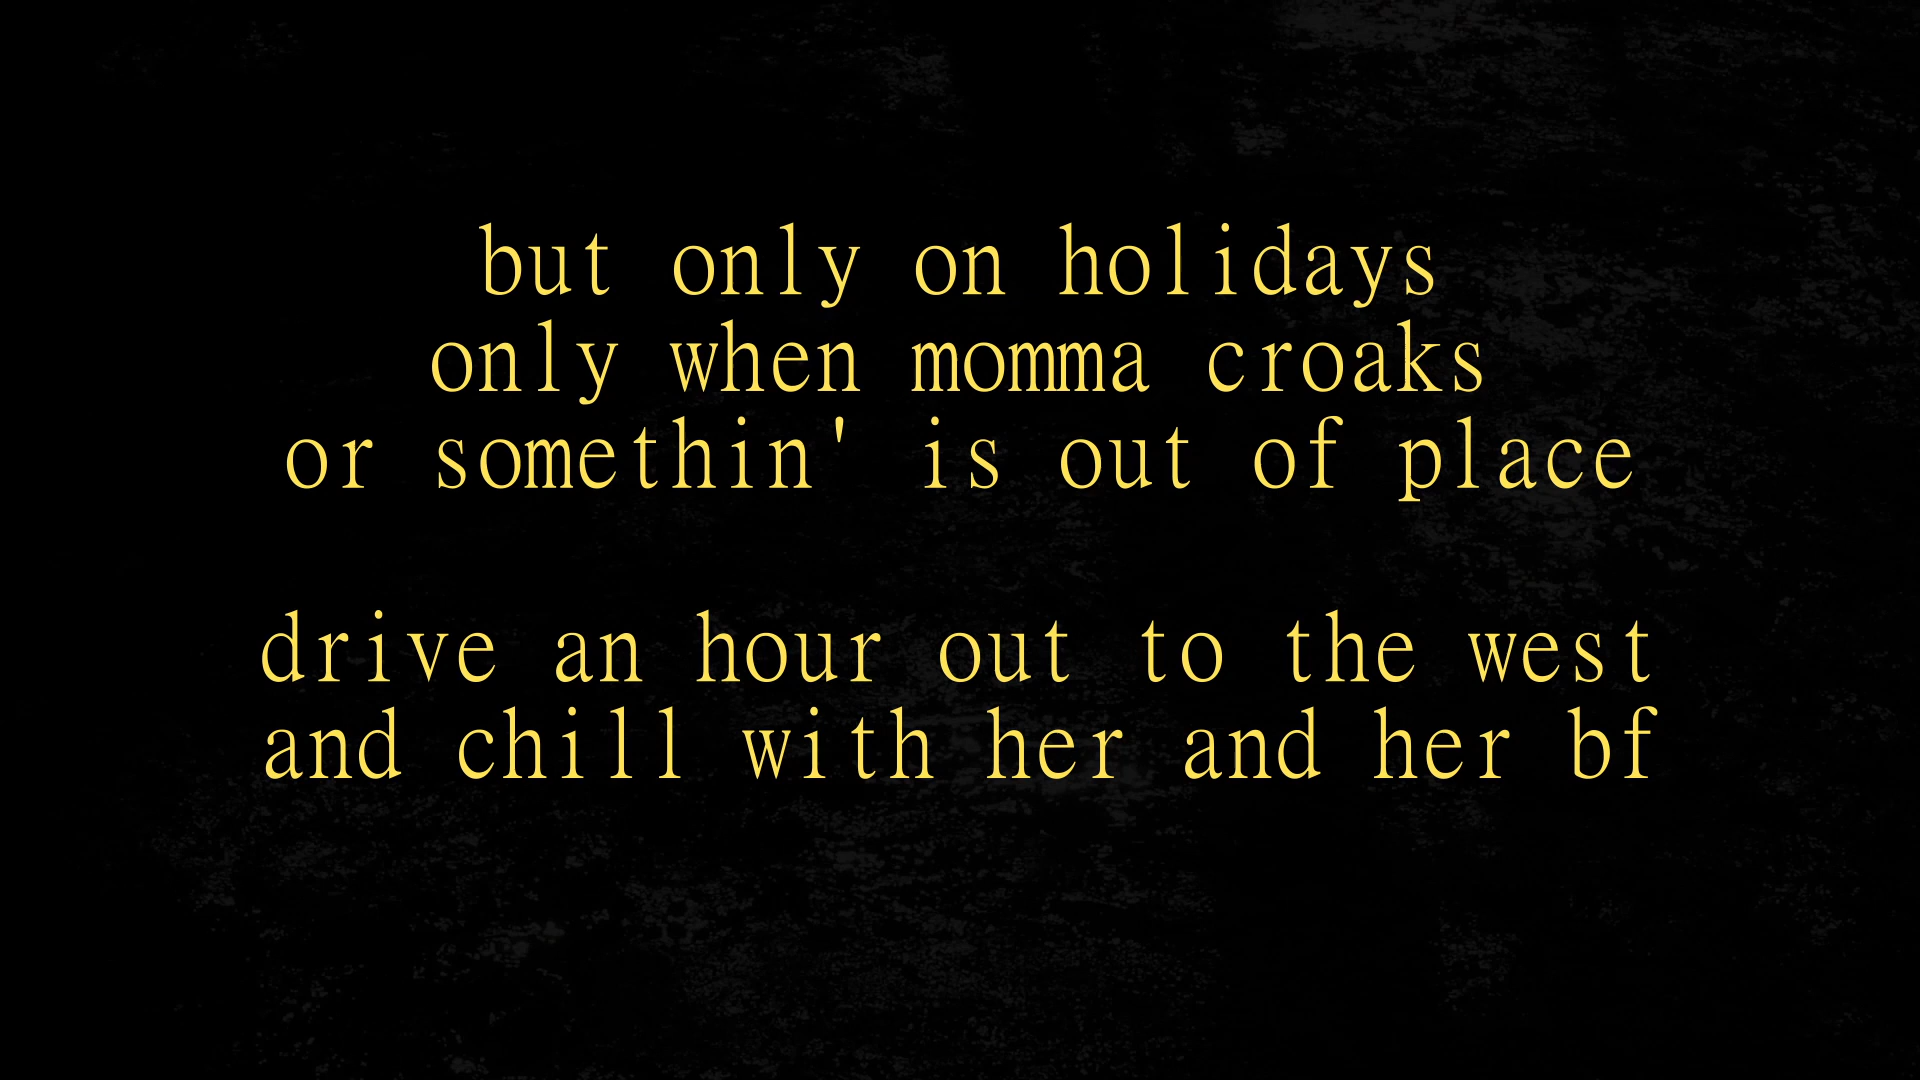 but only on holidays
only when momma croaks
or somethin' is out of place
drive an hour out to the west
and chill with her and her bf